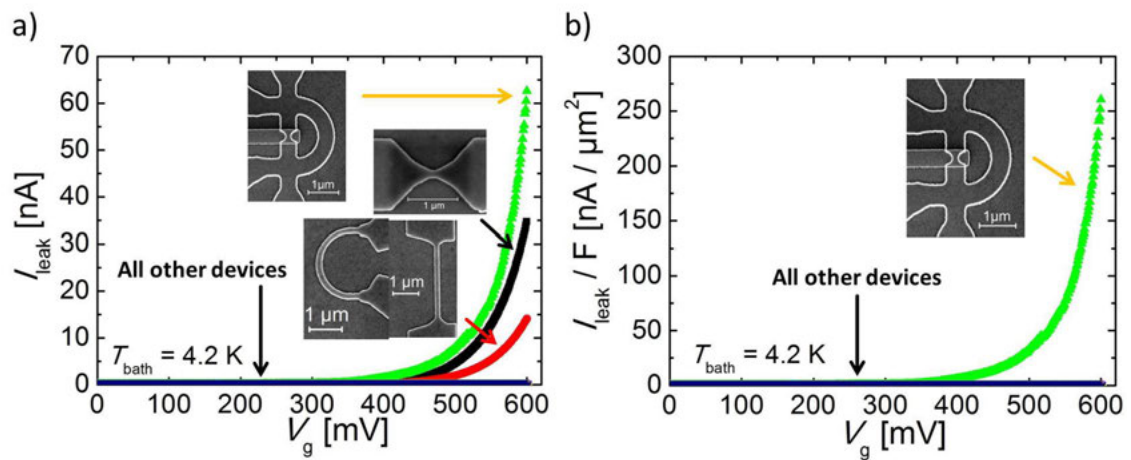 a)
I_leak [nA]
70
60
50
40
30
20
10
0
1µm
1 µm
1 µm
1 µm
All other devices
T_bath = 4.2 K
0 100 200 300 400 500 600
V_g [mV]
b)
I_leak / F [nA / µm²]
300
250
200
150
100
50
0
1µm
All other devices
T_bath = 4.2 K
0 100 200 300 400 500 600
V_g [mV]